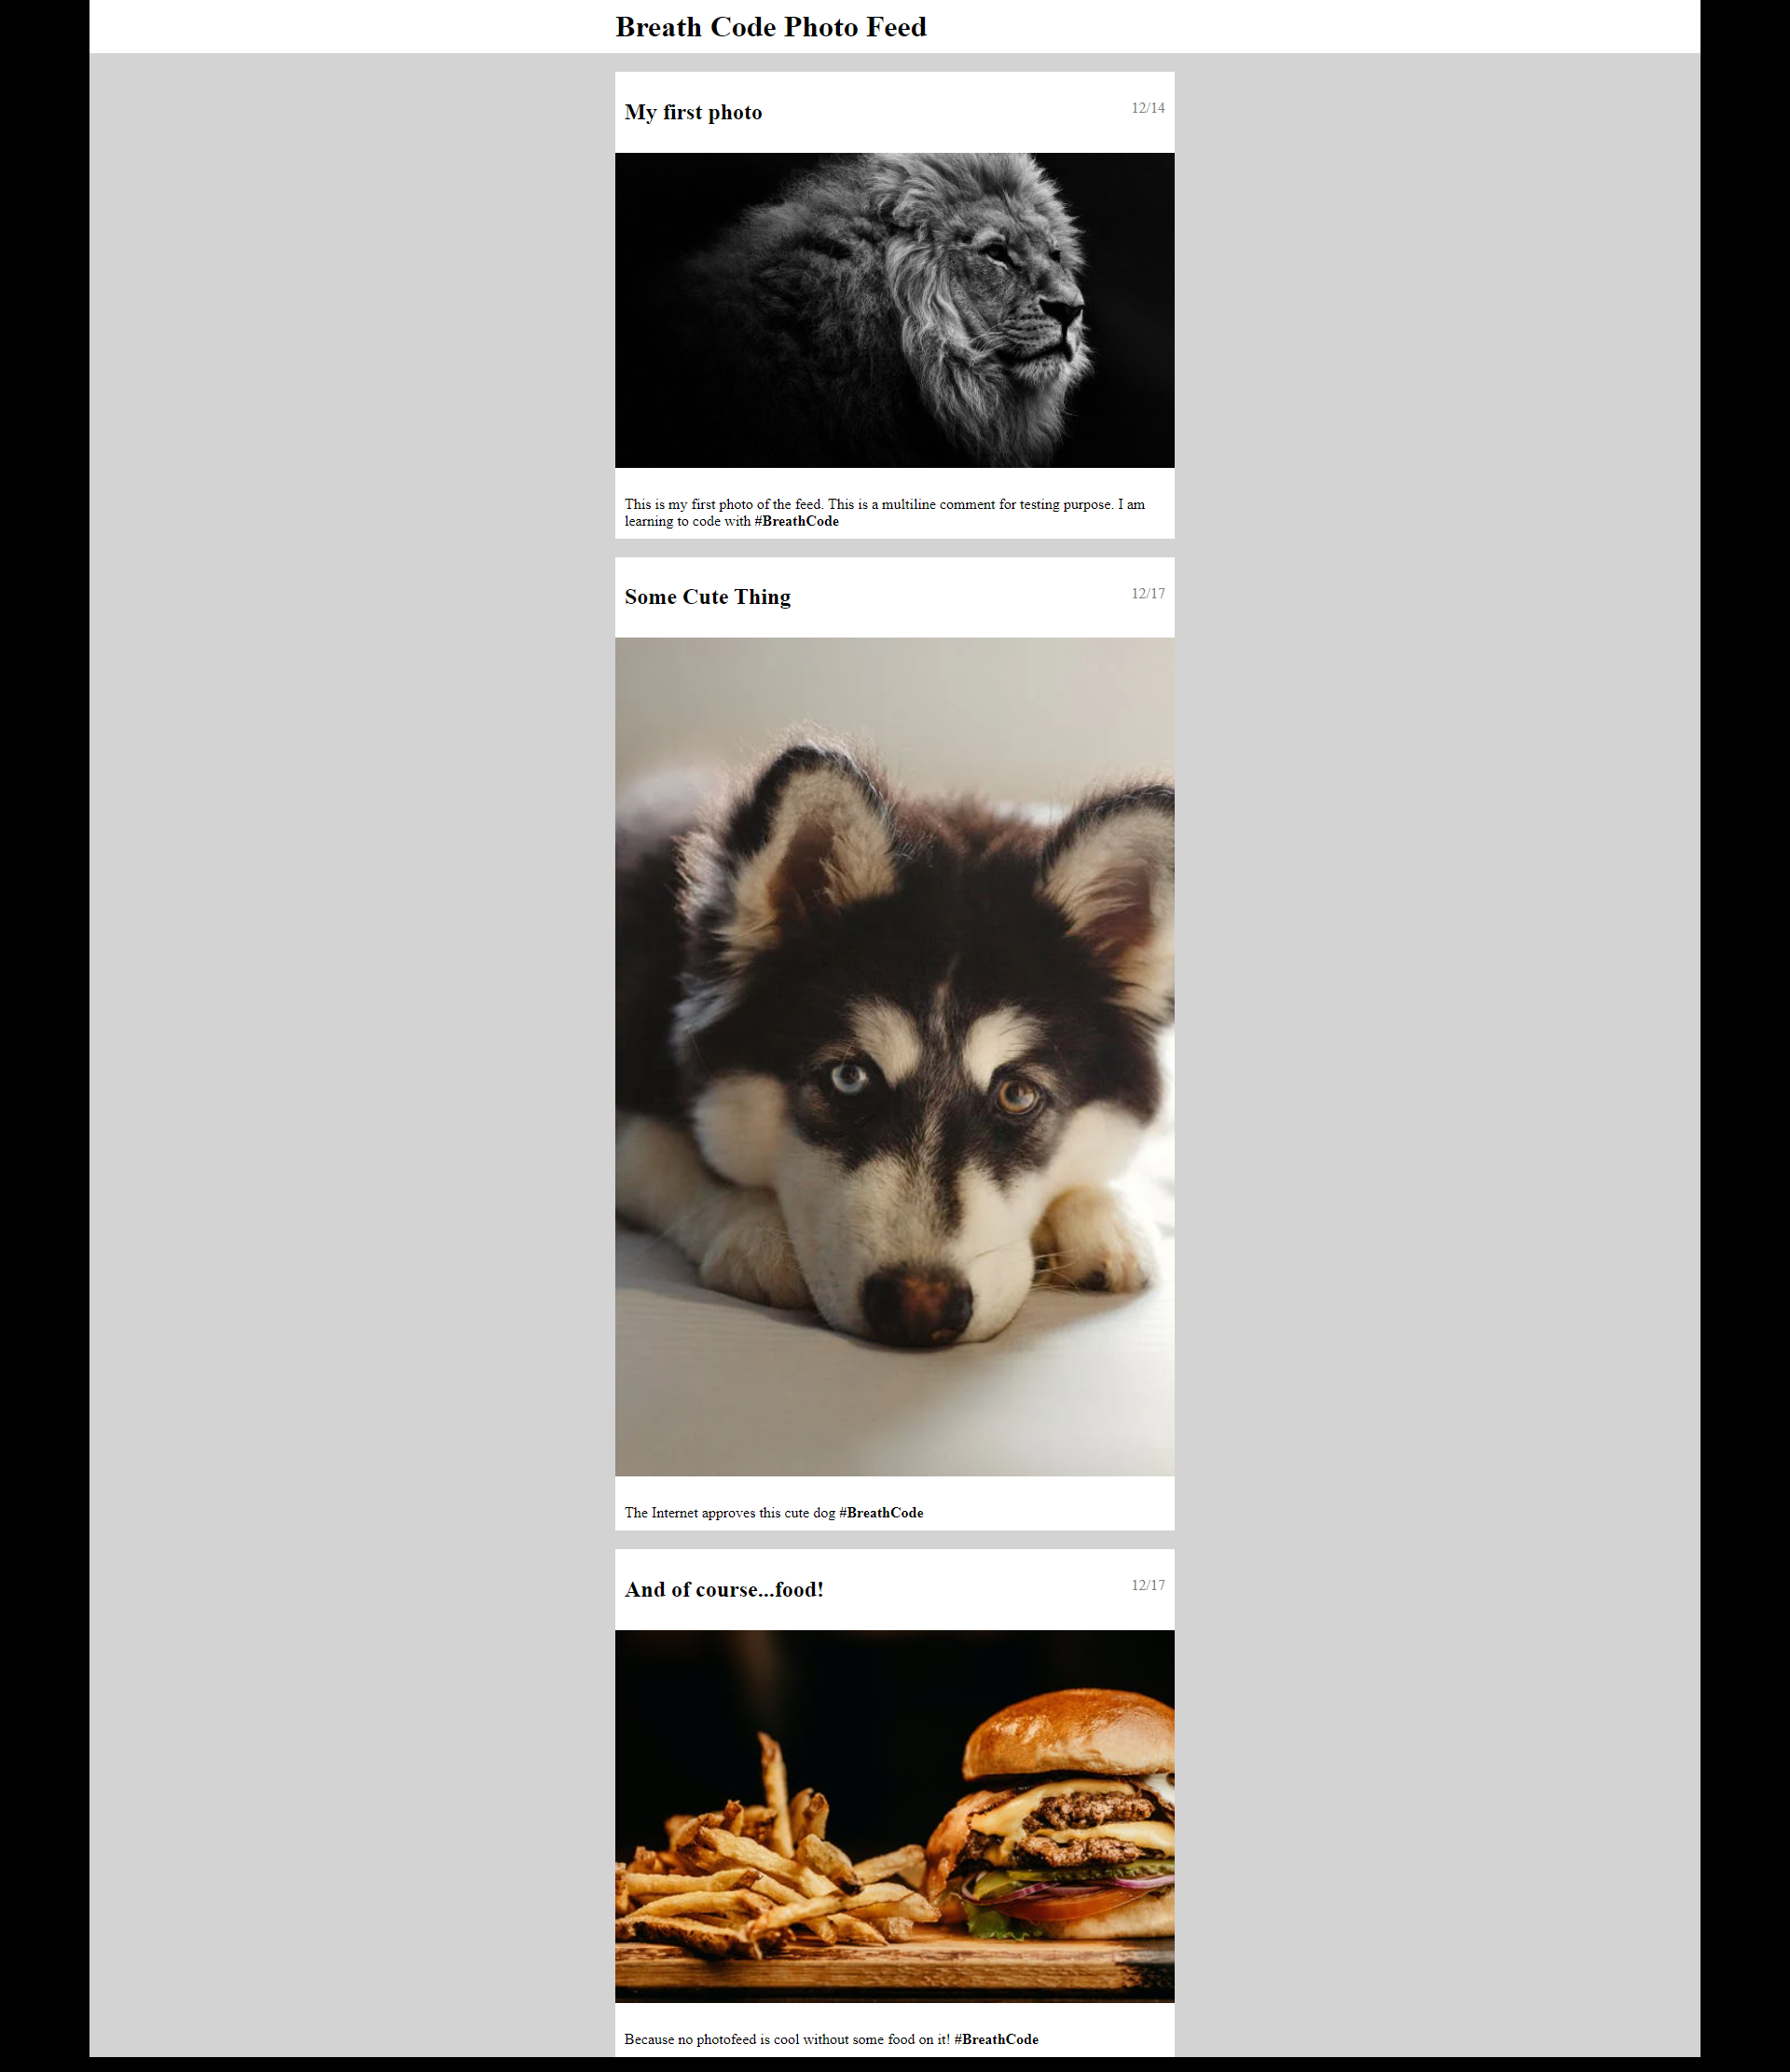 Breath Code Photo Feed
My first photo
12/14
This is my first photo of the feed. This is a multiline comment for testing purpose. I am
learning to code with #BreathCode
Some Cute Thing
12/17
The Internet approves this cute dog #BreathCode
And of course...food!
12/17
Because no photofeed is cool without some food on it! #BreathCode